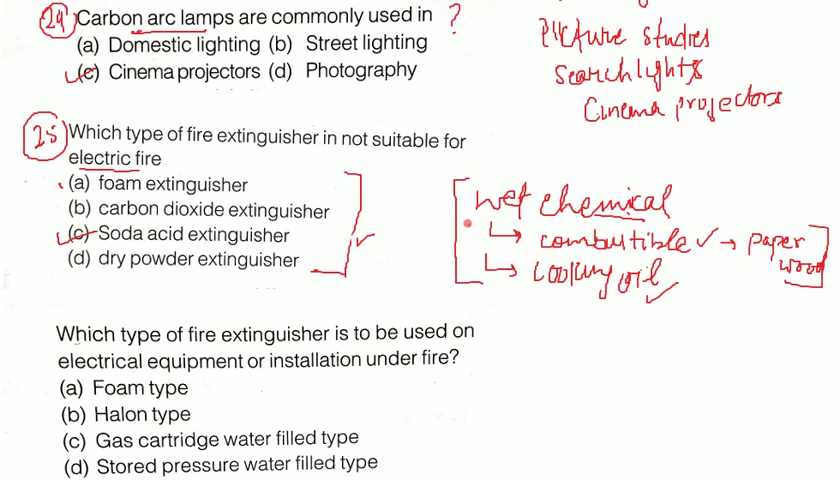 24) Carbon arc lamps are commonly used in ?
(a) Domestic lighting (b) Street lighting
(c) Cinema projectors (d) Photography
Picture studies
Searchlights
Cinema projectors
25) Which type of fire extinguisher in not suitable for
electric fire
(a) foam extinguisher
(b) carbon dioxide extinguisher
(c) Soda acid extinguisher
(d) dry powder extinguisher
wet chemical
↳ combustible ✓ → paper
wood
↳ cooking oil ✓
Which type of fire extinguisher is to be used on
electrical equipment or installation under fire?
(a) Foam type
(b) Halon type
(c) Gas cartridge water filled type
(d) Stored pressure water filled type